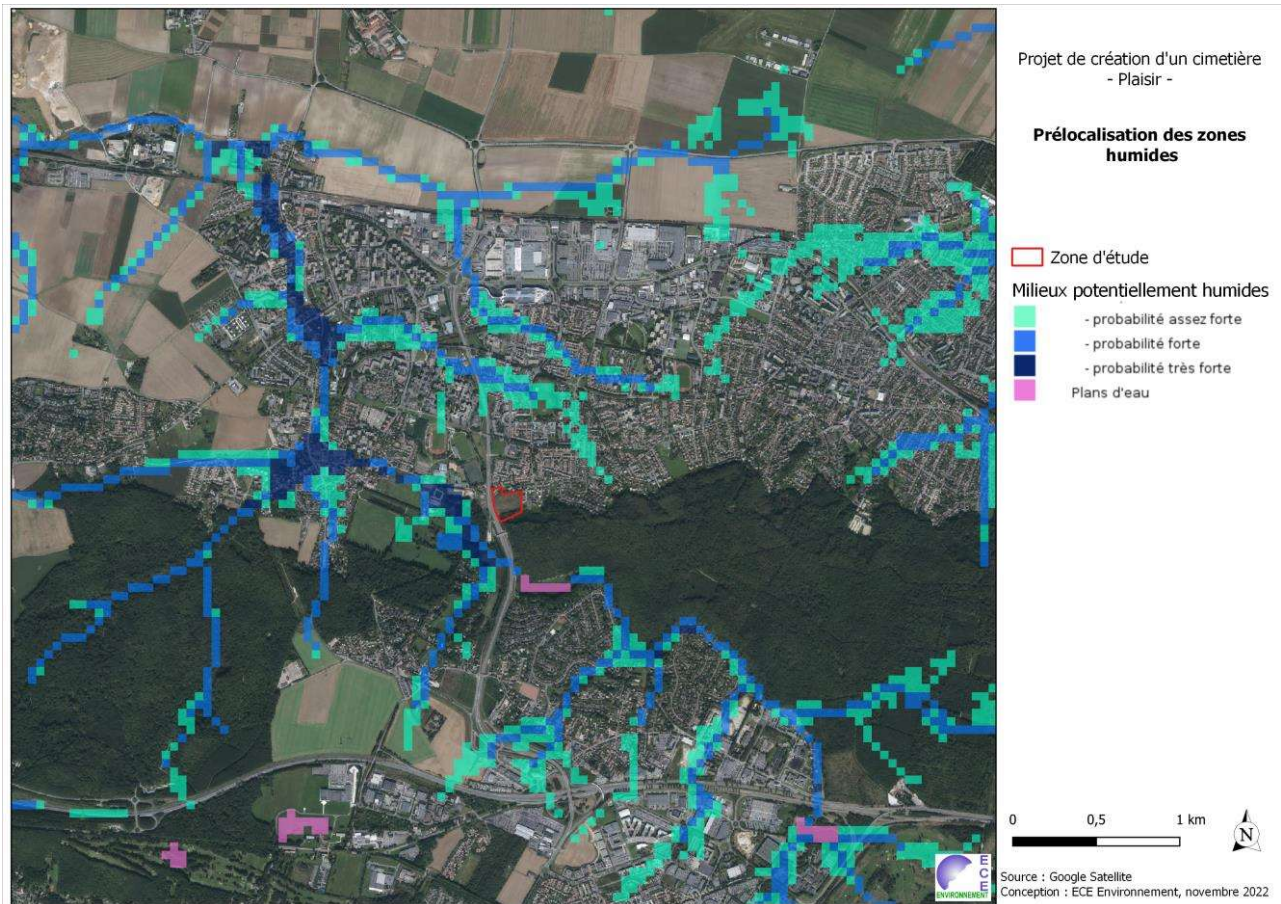 Projet de création d'un cimetière
- Plaisir -
Prélocalisation des zones
humides
Zone d'étude
Milieux potentiellement humides
- probabilité assez forte
- probabilité forte
- probabilité très forte
Plans d'eau
0 0,5 1 km
N
ECE
ENVIRONNEMENT
Source : Google Satellite
Conception : ECE Environnement, novembre 2022